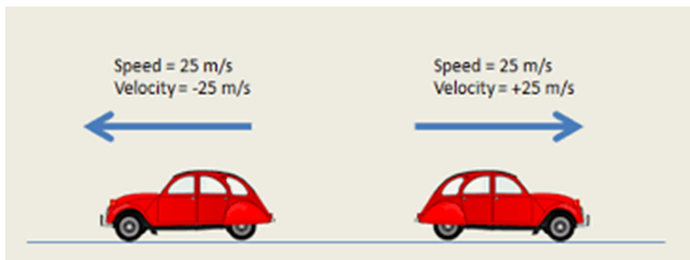 Speed = 25 m/s
Velocity = -25 m/s
Speed = 25 m/s
Velocity = +25 m/s